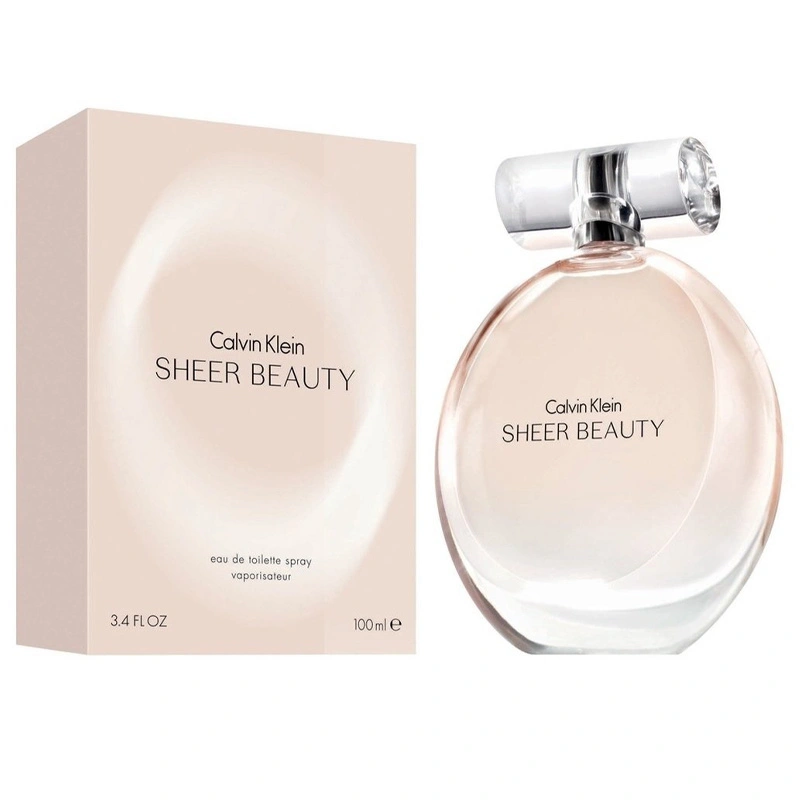 Calvin Klein
SHEER BEAUTY
eau de toilette spray
vaporisateur
3.4 FL OZ
100 ml ℮
Calvin Klein
SHEER BEAUTY